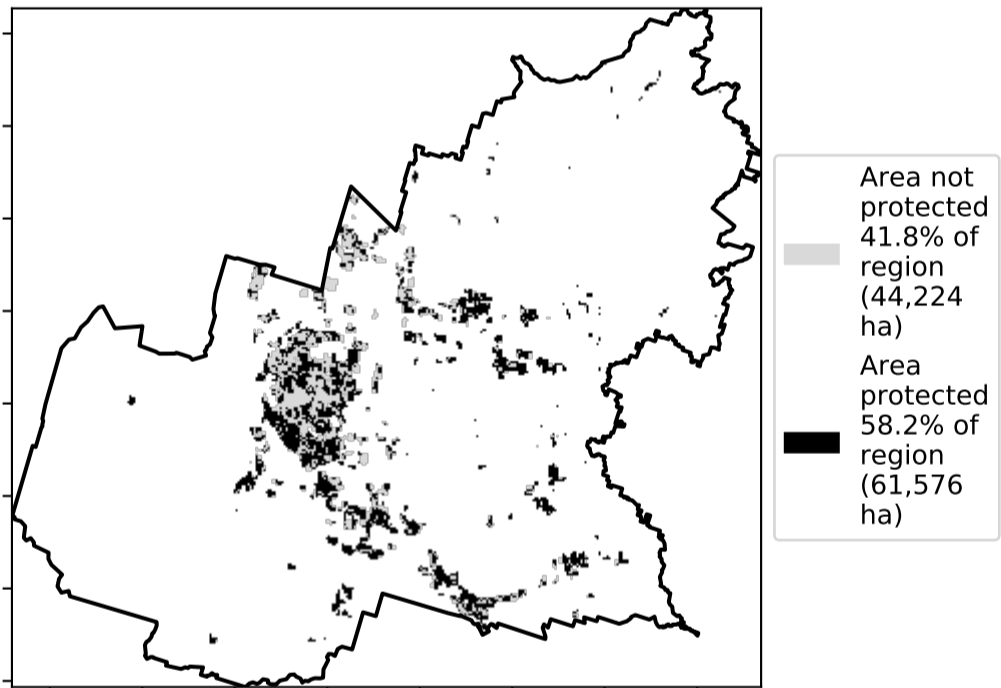 Area not
protected
41.8% of
region
(44,224
ha)
Area
protected
58.2% of
region
(61,576
ha)